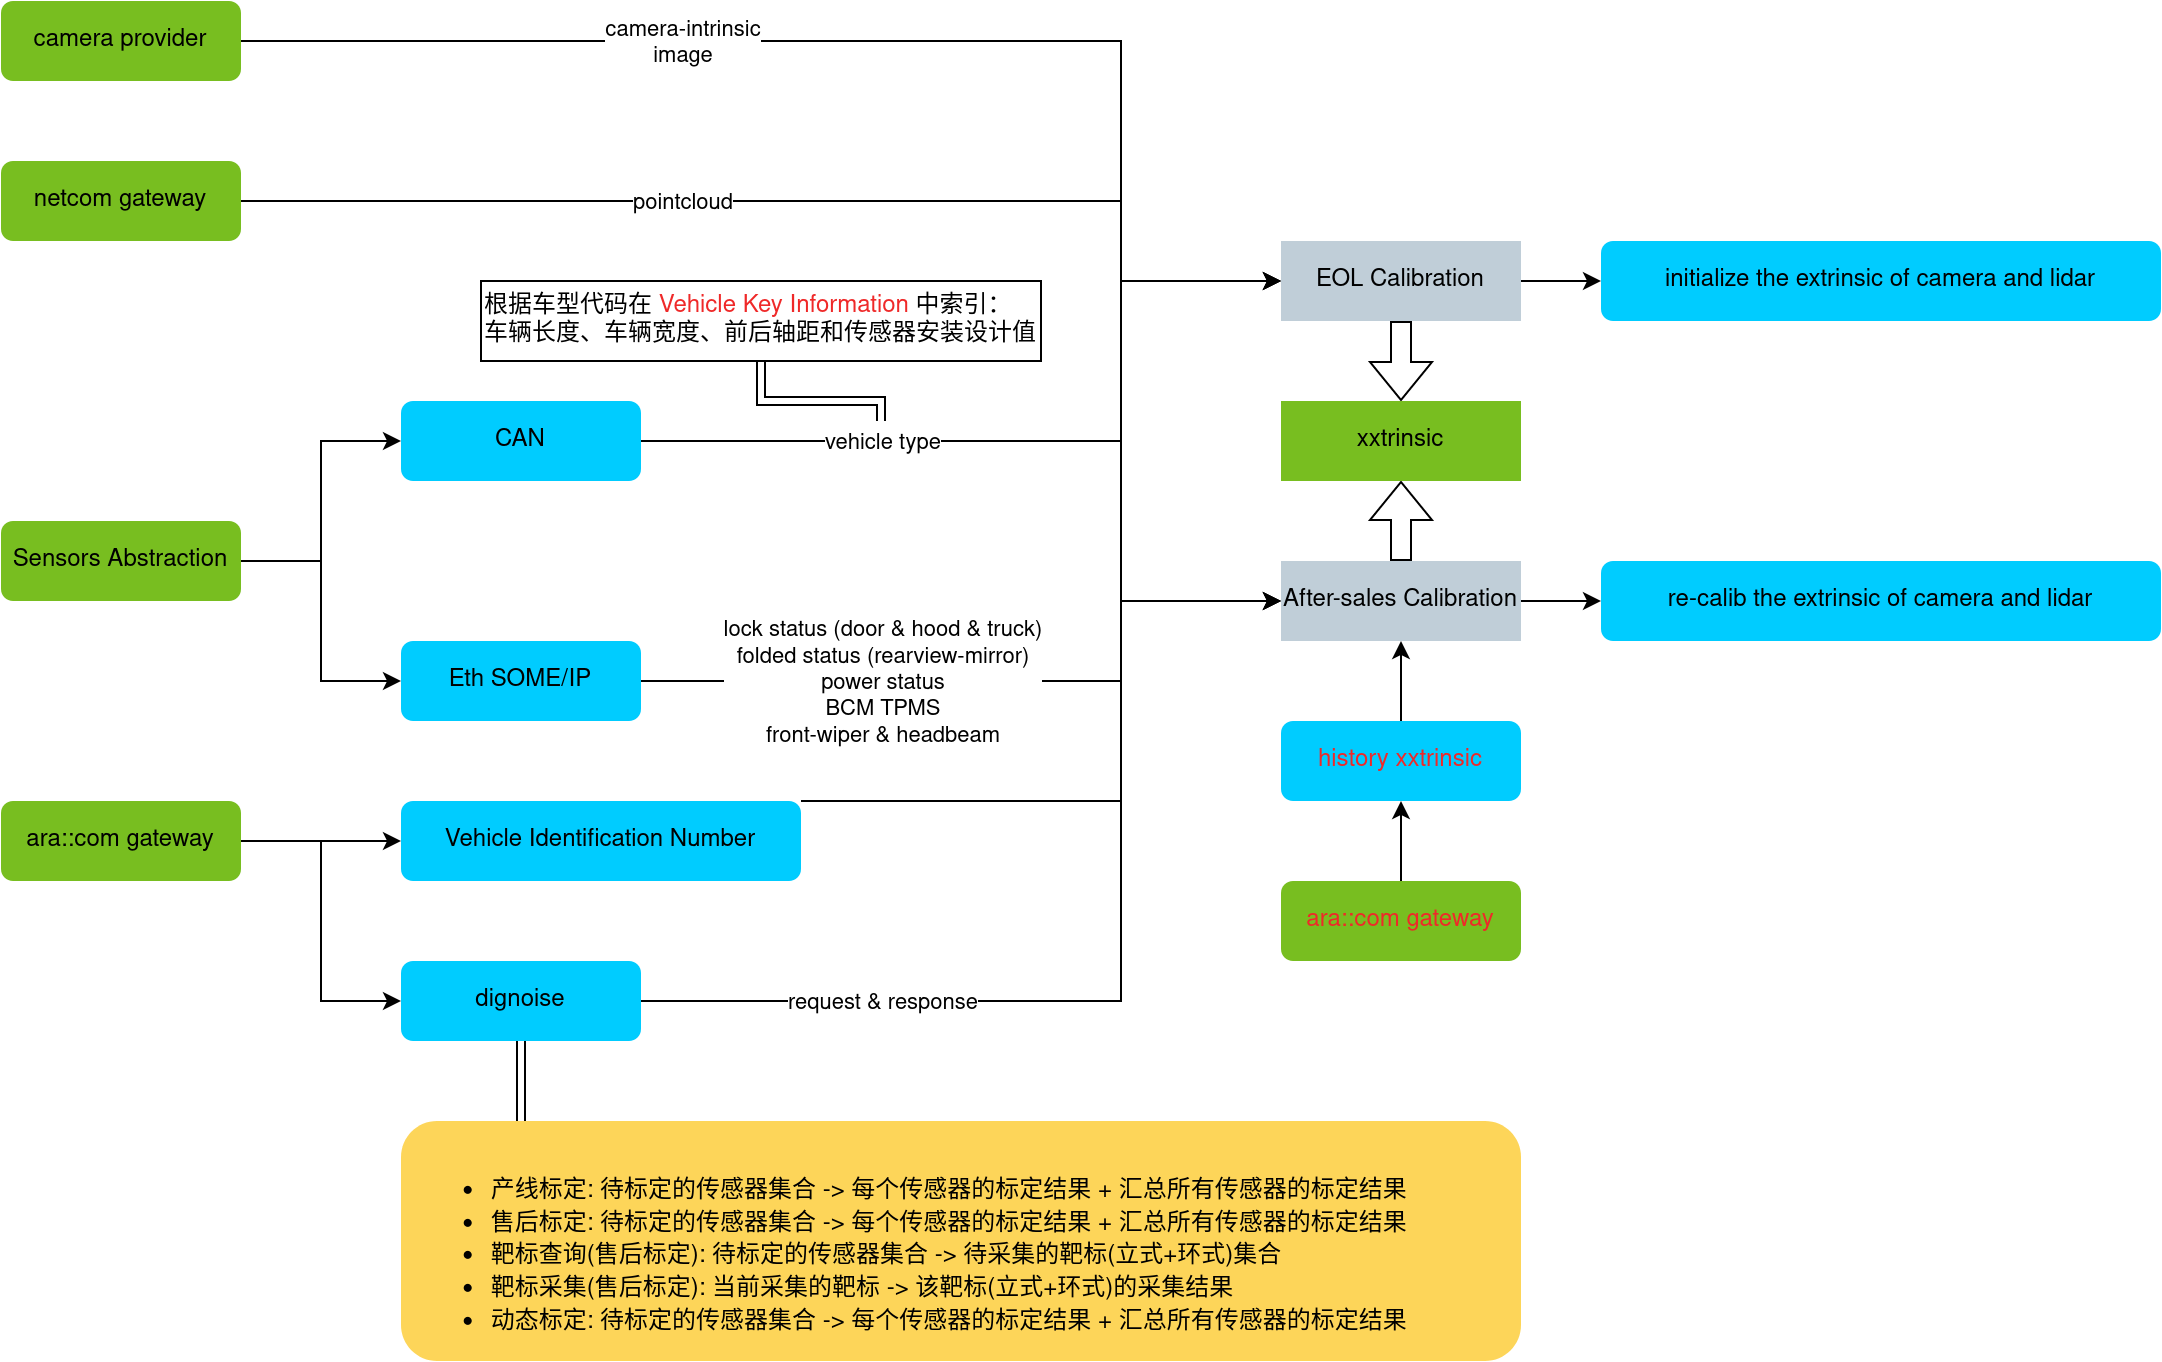 camera provider
camera-intrinsic
image
netcom gateway
pointcloud
EOL Calibration
initialize the extrinsic of camera and lidar
根据车型代码在 Vehicle Key Information 中索引：
车辆长度、车辆宽度、前后轴距和传感器安装设计值
CAN
vehicle type
xxtrinsic
Sensors Abstraction
After-sales Calibration
re-calib the extrinsic of camera and lidar
Eth SOME/IP
lock status (door & hood & truck)
folded status (rearview-mirror)
power status
BCM TPMS
front-wiper & headbeam
history xxtrinsic
ara::com gateway
Vehicle Identification Number
ara::com gateway
dignoise
request & response
• 产线标定: 待标定的传感器集合 -> 每个传感器的标定结果 + 汇总所有传感器的标定结果
• 售后标定: 待标定的传感器集合 -> 每个传感器的标定结果 + 汇总所有传感器的标定结果
• 靶标查询(售后标定): 待标定的传感器集合 -> 待采集的靶标(立式+环式)集合
• 靶标采集(售后标定): 当前采集的靶标 -> 该靶标(立式+环式)的采集结果
• 动态标定: 待标定的传感器集合 -> 每个传感器的标定结果 + 汇总所有传感器的标定结果